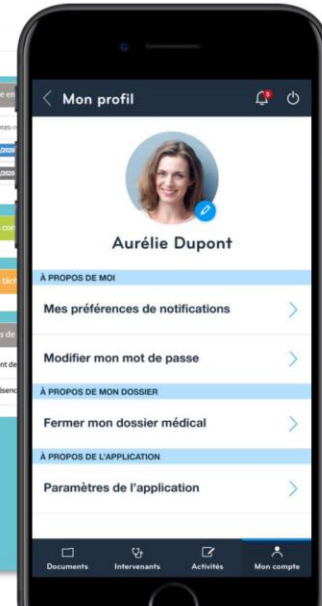 Mon profil
Aurélie Dupont
À PROPOS DE MOI
Mes préférences de notifications
Modifier mon mot de passe
À PROPOS DE MON DOSSIER
Fermer mon dossier médical
À PROPOS DE L'APPLICATION
Paramètres de l'application
Documents
Intervenants
Activités
Mon compte